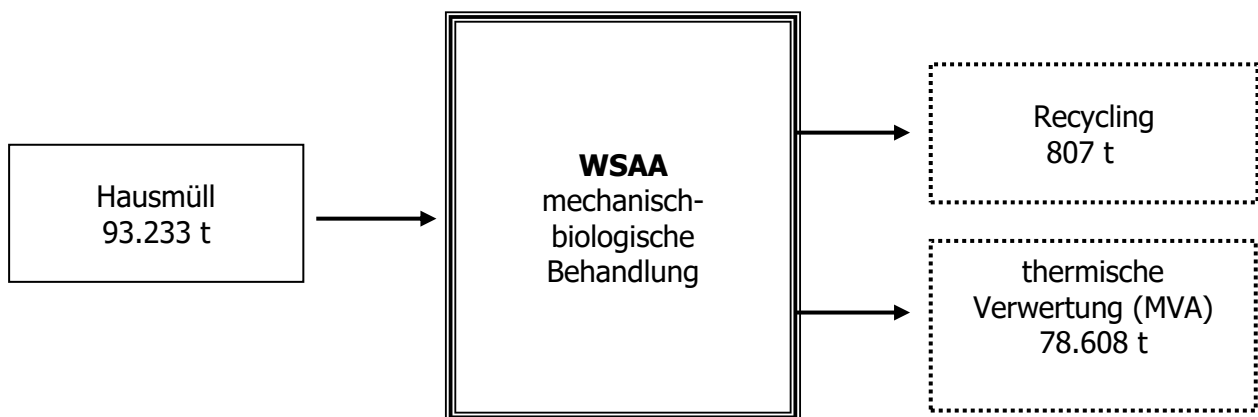 Hausmüll
93.233 t
WSAA
mechanisch-
biologische
Behandlung
Recycling
807 t
thermische
Verwertung (MVA)
78.608 t